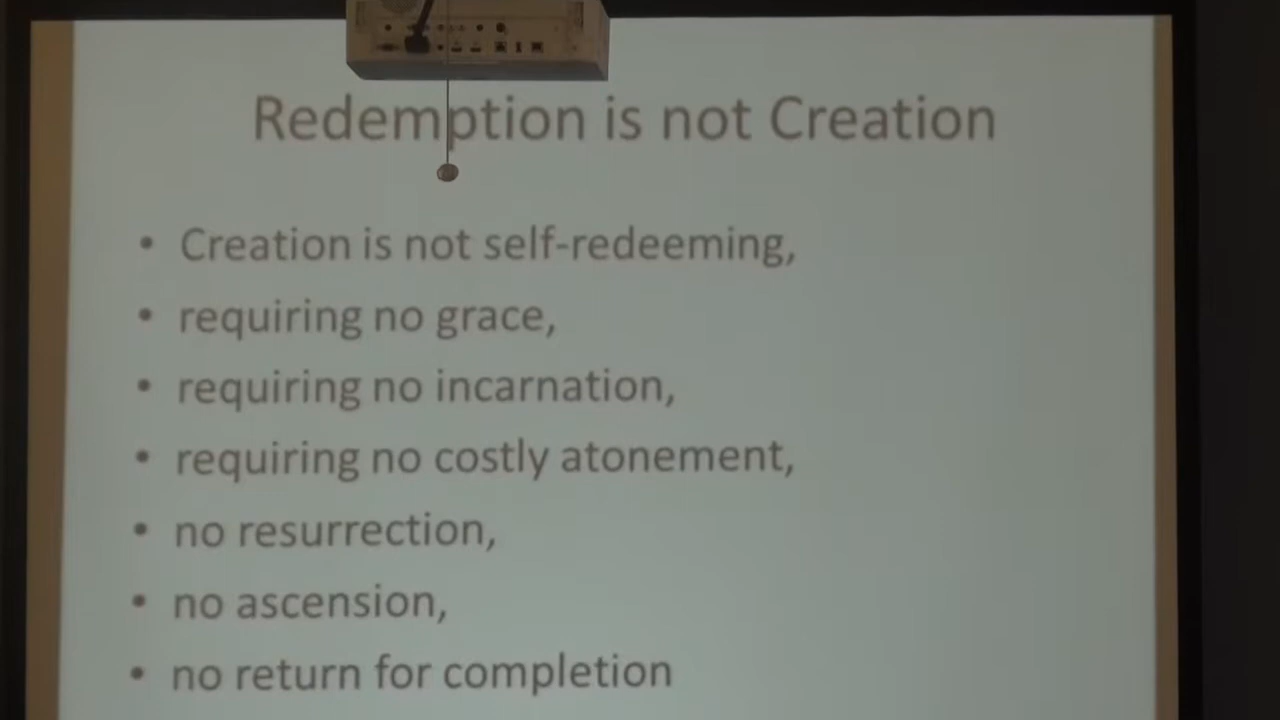 Redemption is not Creation
• Creation is not self-redeeming,
• requiring no grace,
• requiring no incarnation,
• requiring no costly atonement,
• no resurrection,
• no ascension,
• no return for completion